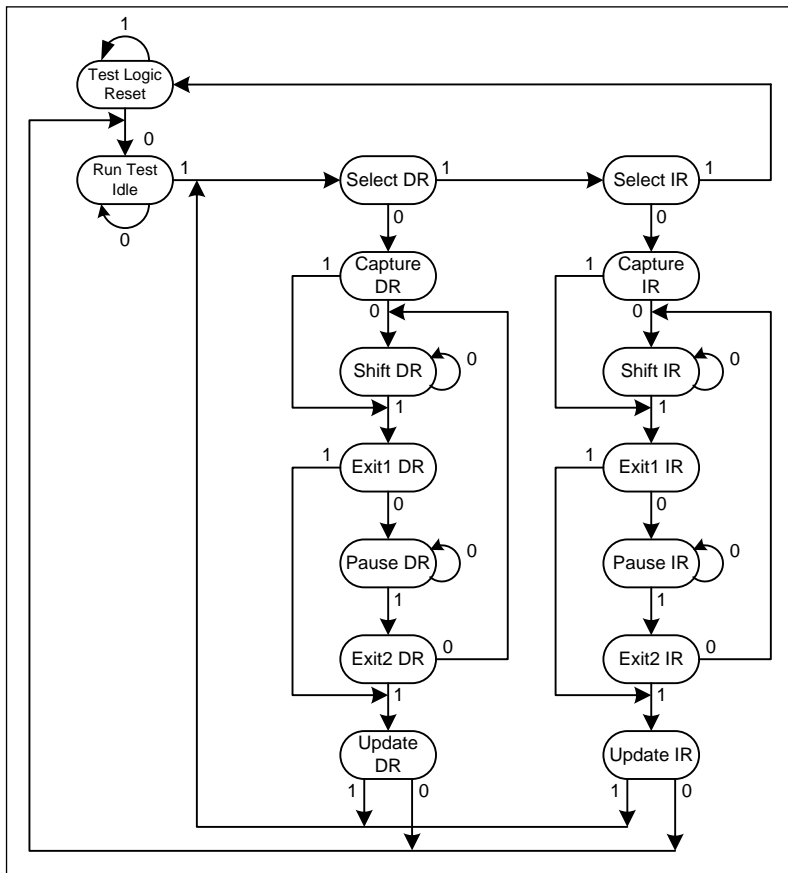 1
Test Logic
Reset
0
Run Test
Idle
1
0
Select DR
1
0
Select IR
1
0
Capture
DR
1
0
Capture
IR
1
0
Shift DR
0
1
Shift IR
0
1
Exit1 DR
1
0
Exit1 IR
1
0
Pause DR
0
1
Pause IR
0
1
Exit2 DR
0
1
Exit2 IR
0
1
Update
DR
1
0
Update IR
1
0